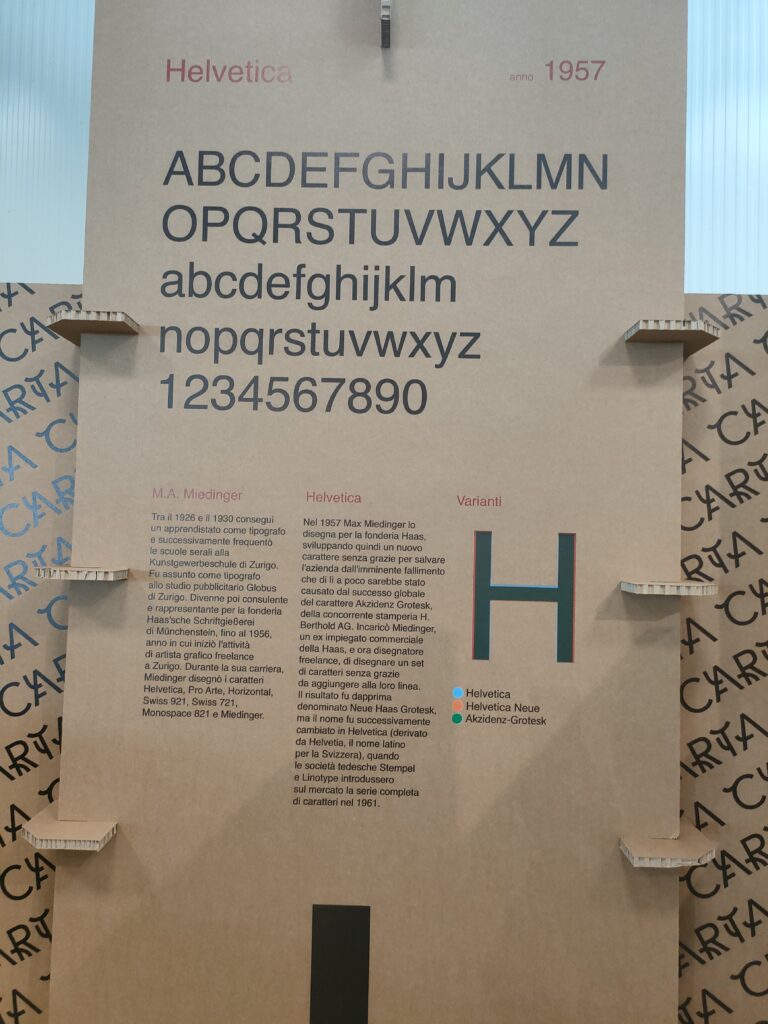 Helvetica
anno 1957
ABCDEFGHIJKLMN
OPQRSTUVWXYZ
abcdefghijklm
nopqrstuvwxyz
1234567890
M.A. Miedinger
Tra il 1926 e il 1930 conseguì
un apprendistato come tipografo
e successivamente frequentò
le scuole serali alla
Kunstgewerbeschule di Zurigo.
Fu assunto come tipografo
allo studio pubblicitario Globus
di Zurigo. Divenne poi consulente
e rappresentante per la fonderia
Haas'sche Schriftgießerei
di Münchenstein, fino al 1956,
anno in cui iniziò l'attività
di artista grafico freelance
a Zurigo. Durante la sua carriera,
Miedinger disegnò i caratteri
Helvetica, Pro Arte, Horizontal,
Swiss 921, Swiss 721,
Monospace 821 e Miedinger.
Helvetica
Nel 1957 Max Miedinger lo
disegna per la fonderia Haas,
sviluppando quindi un nuovo
carattere senza grazie per salvare
l'azienda dall'imminente fallimento
che di lì a poco sarebbe stato
causato dal successo globale
del carattere Akzidenz Grotesk,
della concorrente stamperia H.
Berthold AG. Incaricò Miedinger,
un ex impiegato commerciale
della Haas, e ora disegnatore
freelance, di disegnare un set
di caratteri senza grazie
da aggiungere alla loro linea.
Il risultato fu dapprima
denominato Neue Haas Grotesk,
ma il nome fu successivamente
cambiato in Helvetica (derivato
da Helvetia, il nome latino
per la Svizzera), quando
le società tedesche Stempel
e Linotype introdussero
sul mercato la serie completa
di caratteri nel 1961.
Varianti
H
Helvetica
Helvetica Neue
Akzidenz-Grotesk
CARTA
CARTA
CARTA
CARTA